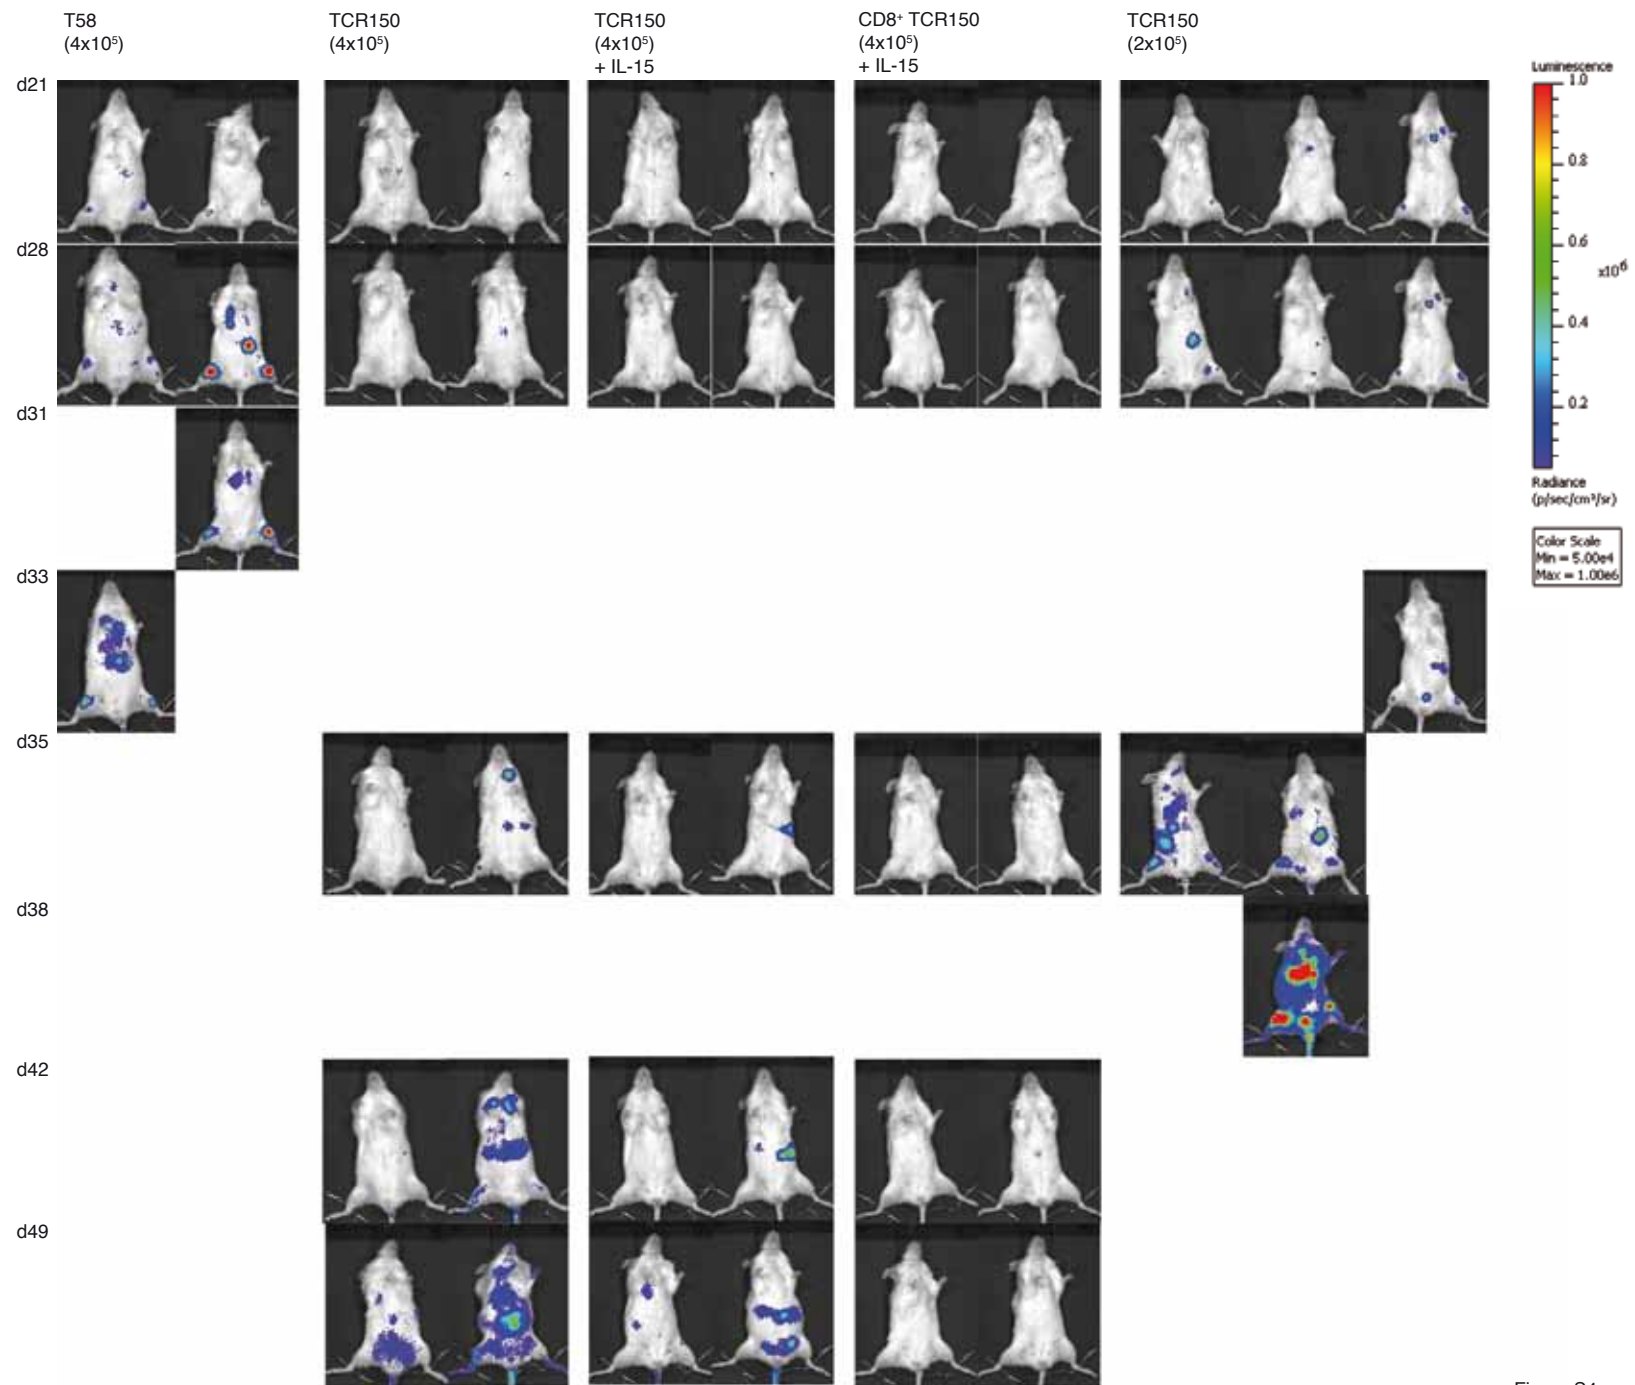 T58
(4x10⁵)
TCR150
(4x10⁵)
TCR150
(4x10⁵)
+ IL-15
CD8⁺ TCR150
(4x10⁵)
+ IL-15
TCR150
(2x10⁵)
d21
d28
d31
d33
d35
d38
d42
d49
Luminescence
1.0
0.8
0.6
x10⁶
0.4
0.2
Radiance
(p/sec/cm²/sr)
Color Scale
Min = 5.00e4
Max = 1.00e6